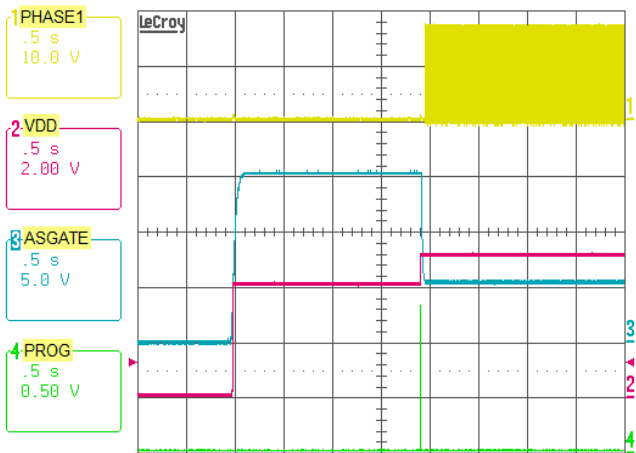 1 PHASE1
.5 s
10.0 V
LeCroy
1
2 VDD
.5 s
2.00 V
3 ASGATE
.5 s
5.0 V
3
4 PROG
.5 s
0.50 V
2
4